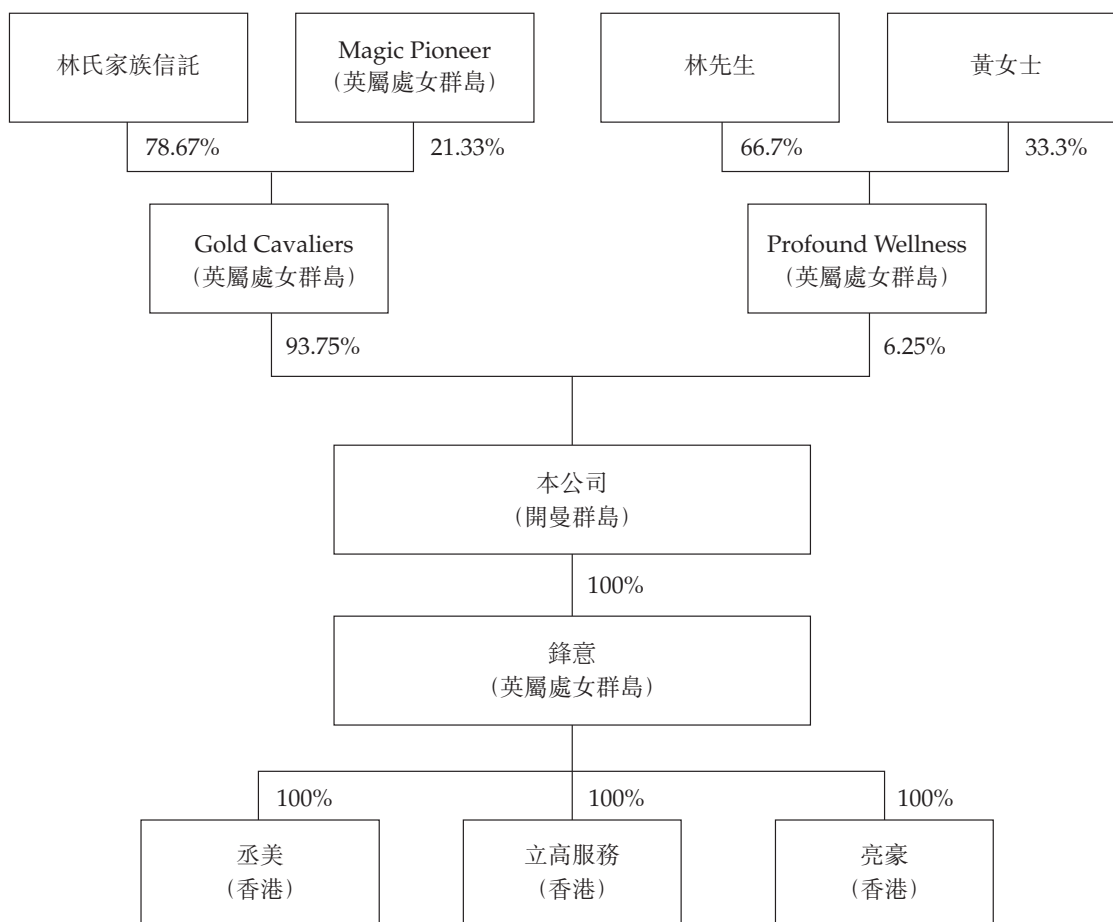 林氏家族信託
Magic Pioneer
(英屬處女群島)
林先生
黃女士
78.67%
21.33%
66.7%
33.3%
Gold Cavaliers
(英屬處女群島)
Profound Wellness
(英屬處女群島)
93.75%
6.25%
本公司
(開曼群島)
100%
鋒意
(英屬處女群島)
100%
100%
100%
丞美
(香港)
立高服務
(香港)
亮豪
(香港)